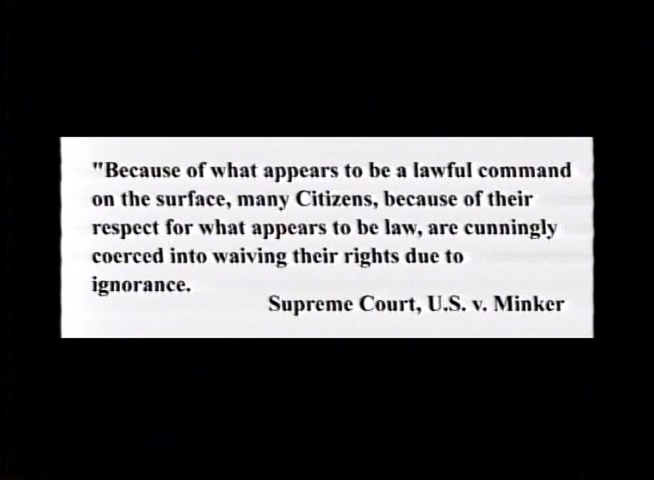 "Because of what appears to be a lawful command
on the surface, many Citizens, because of their
respect for what appears to be law, are cunningly
coerced into waiving their rights due to
ignorance.
Supreme Court, U.S. v. Minker